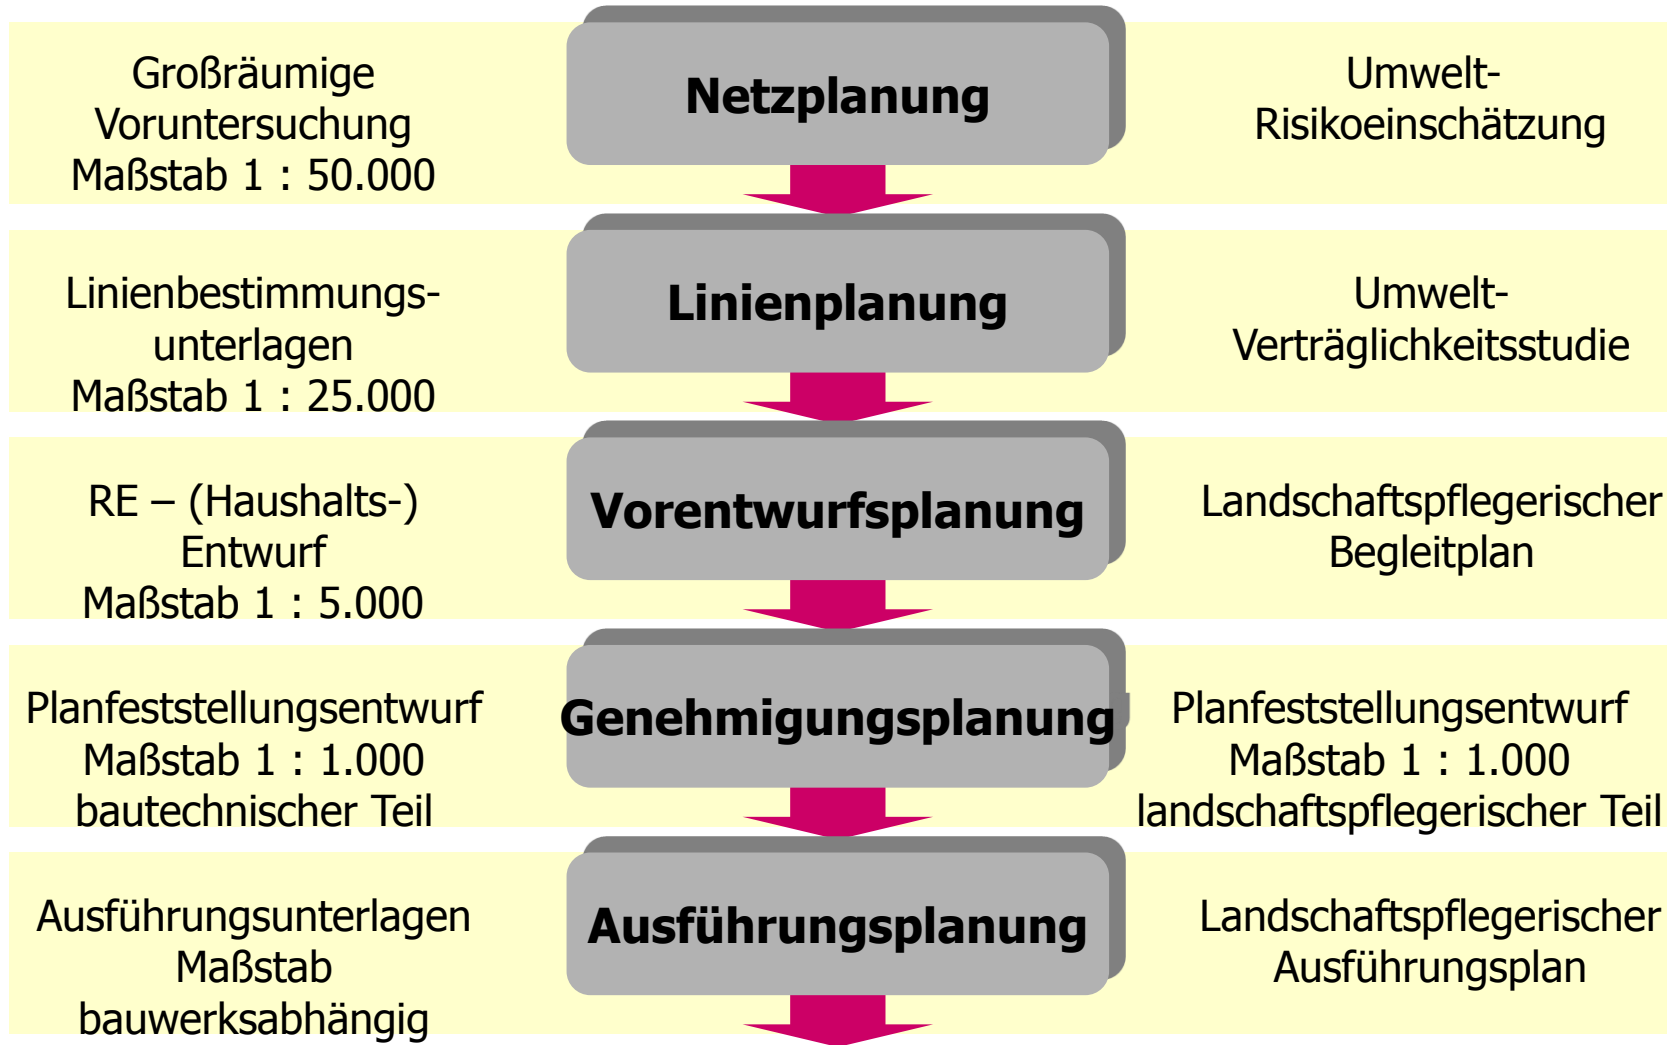 Großräumige
Voruntersuchung
Maßstab 1 : 50.000
Netzplanung
Umwelt-
Risikoeinschätzung
Linienbestimmungs-
unterlagen
Maßstab 1 : 25.000
Linienplanung
Umwelt-
Verträglichkeitsstudie
RE – (Haushalts-)
Entwurf
Maßstab 1 : 5.000
Vorentwurfsplanung
Landschaftspflegerischer
Begleitplan
Planfeststellungsentwurf
Maßstab 1 : 1.000
bautechnischer Teil
Genehmigungsplanung
Planfeststellungsentwurf
Maßstab 1 : 1.000
landschaftspflegerischer Teil
Ausführungsunterlagen
Maßstab
bauwerksabhängig
Ausführungsplanung
Landschaftspflegerischer
Ausführungsplan